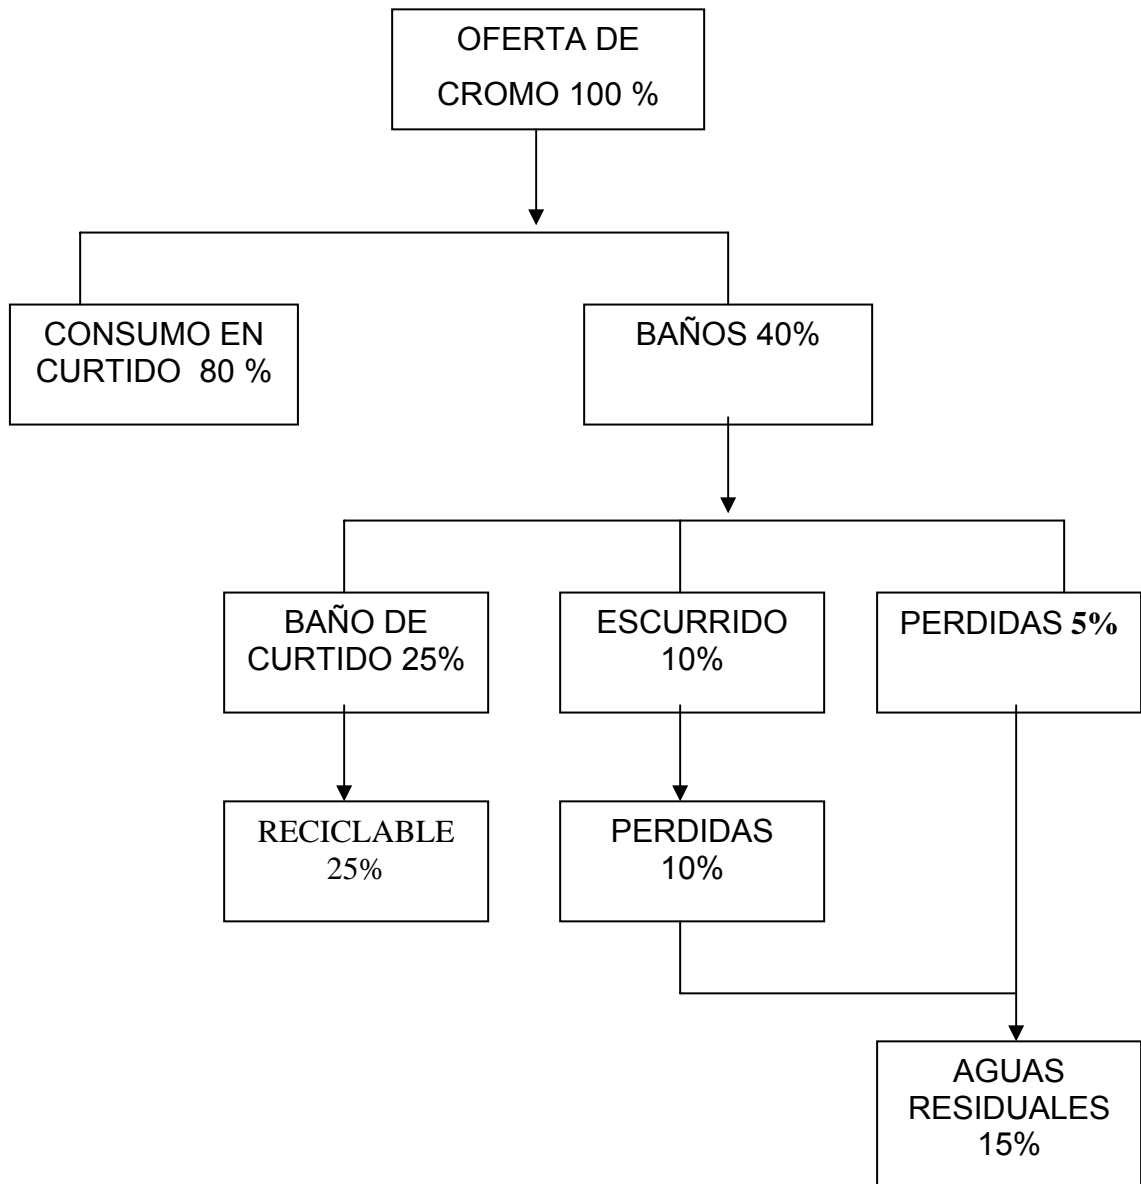 OFERTA DE
CROMO 100 %
CONSUMO EN
CURTIDO 80 %
BAÑOS 40%
BAÑO DE
CURTIDO 25%
ESCURRIDO
10%
PERDIDAS 5%
RECICLABLE
25%
PERDIDAS
10%
AGUAS
RESIDUALES
15%